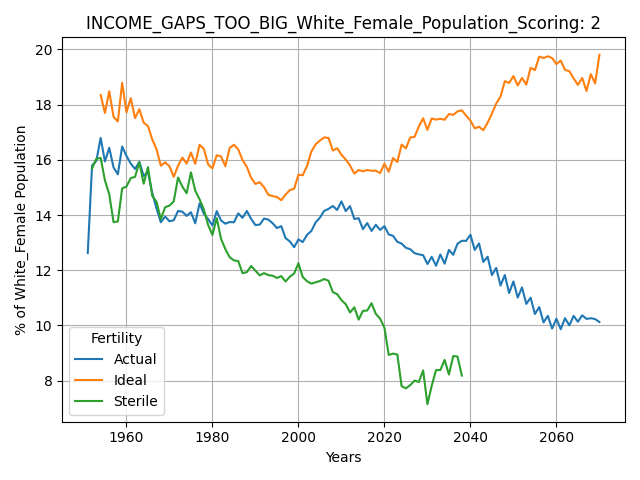 INCOME_GAPS_TOO_BIG_White_Female_Population_Scoring: 2
% of White_Female Population
20
18
16
14
12
10
8
Fertility
Actual
Ideal
Sterile
1960
1980
2000
2020
2040
2060
Years